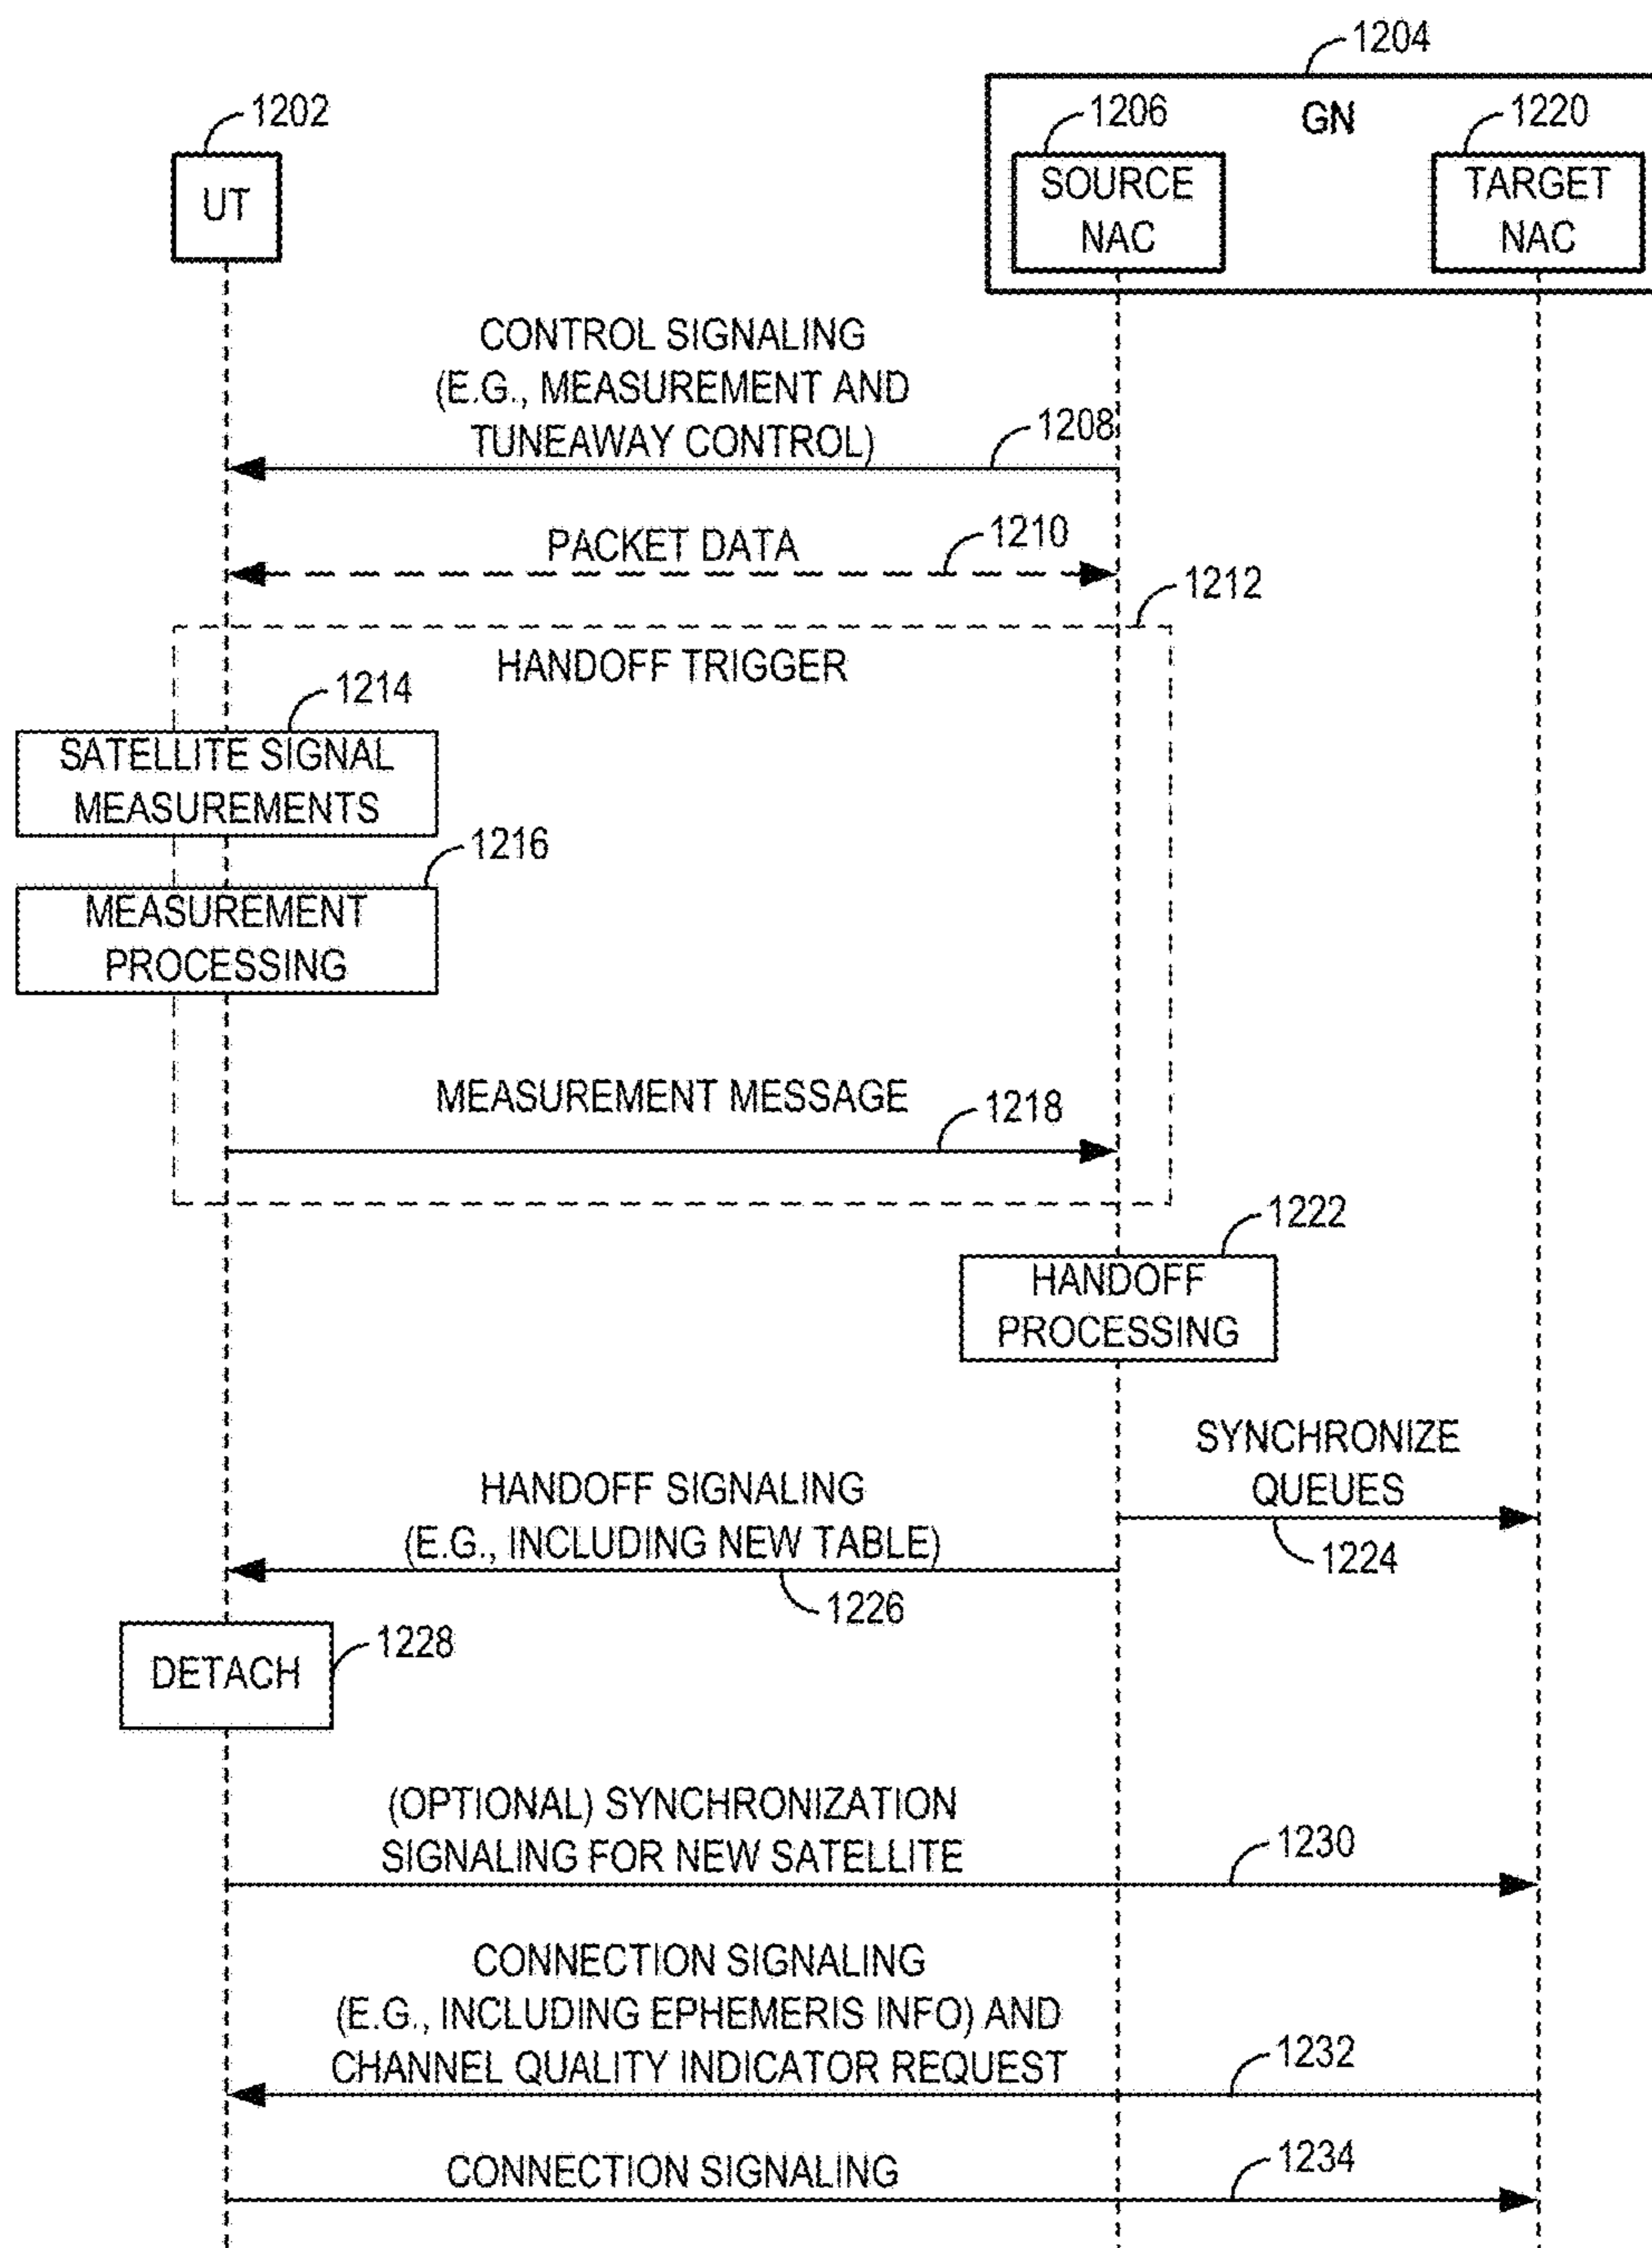 1204
1202
1206
GN
1220
UT
SOURCE
NAC
TARGET
NAC
CONTROL SIGNALING
(E.G., MEASUREMENT AND
TUNEAWAY CONTROL)
1208
PACKET DATA
1210
1212
HANDOFF TRIGGER
1214
SATELLITE SIGNAL
MEASUREMENTS
1216
MEASUREMENT
PROCESSING
MEASUREMENT MESSAGE
1218
1222
HANDOFF
PROCESSING
SYNCHRONIZE
QUEUES
1224
HANDOFF SIGNALING
(E.G., INCLUDING NEW TABLE)
1226
DETACH
1228
(OPTIONAL) SYNCHRONIZATION
SIGNALING FOR NEW SATELLITE
1230
CONNECTION SIGNALING
(E.G., INCLUDING EPHEMERIS INFO) AND
CHANNEL QUALITY INDICATOR REQUEST
1232
CONNECTION SIGNALING
1234